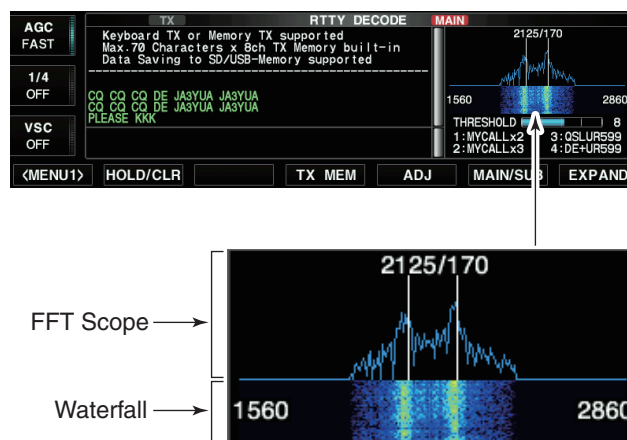 AGC
FAST
1/4
OFF
VSC
OFF
TX
RTTY DECODE
MAIN
Keyboard TX or Memory TX
supported
Max.70 Characters x 8ch TX Memory built-in
Data Saving to SD/USB-Memory supported
CQ CQ CQ DE JA3YUA JA3YUA
CQ CQ CQ DE JA3YUA JA3YUA
PLEASE KKK
2125/170
1560 2860
THRESHOLD 8
1:MYCALLx2 3:QSLUR599
2:MYCALLx3 4:DE+UR599
<MENU1> HOLD/CLR TX MEM ADJ MAIN/SUB EXPAND
2125/170
FFT Scope
Waterfall
1560 2860